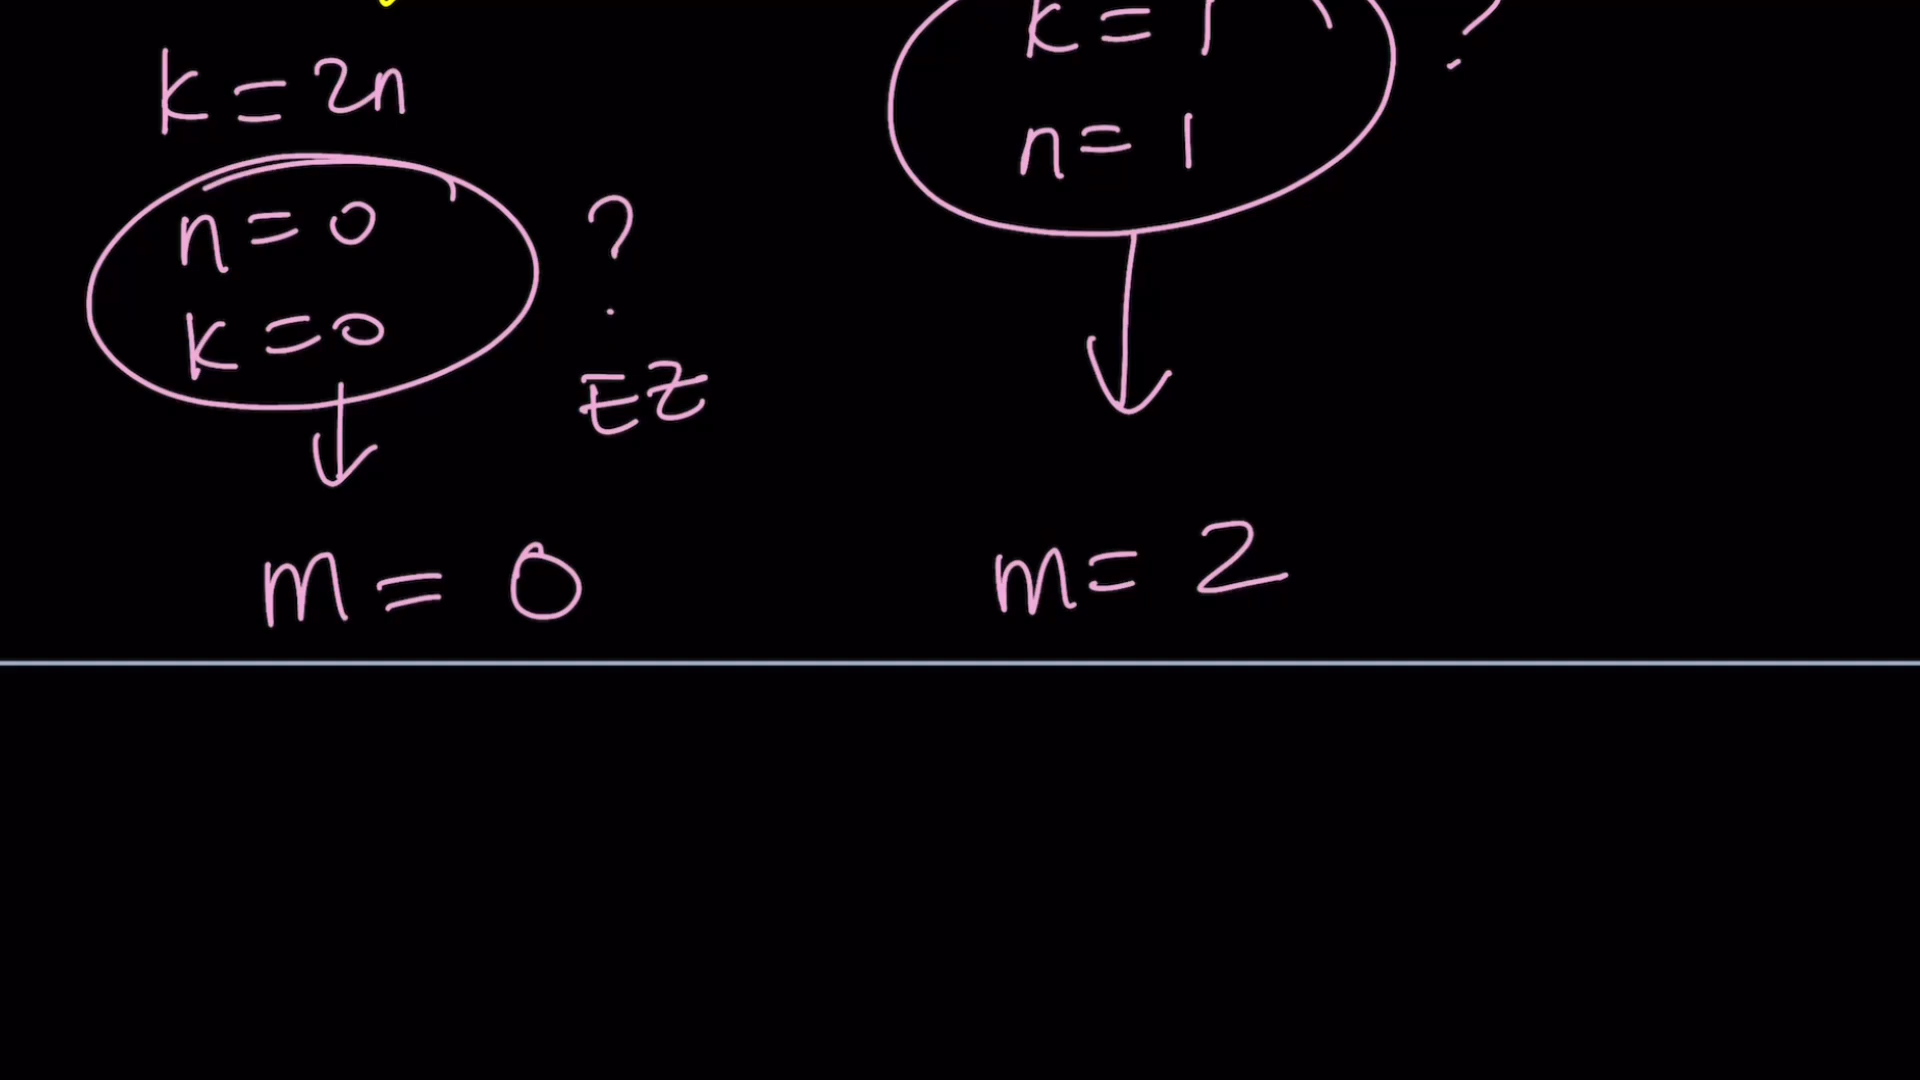 k = 2n
n = 0
k = 0
?
EZ
m = 0
k = 1
n = 1
?
m = 2